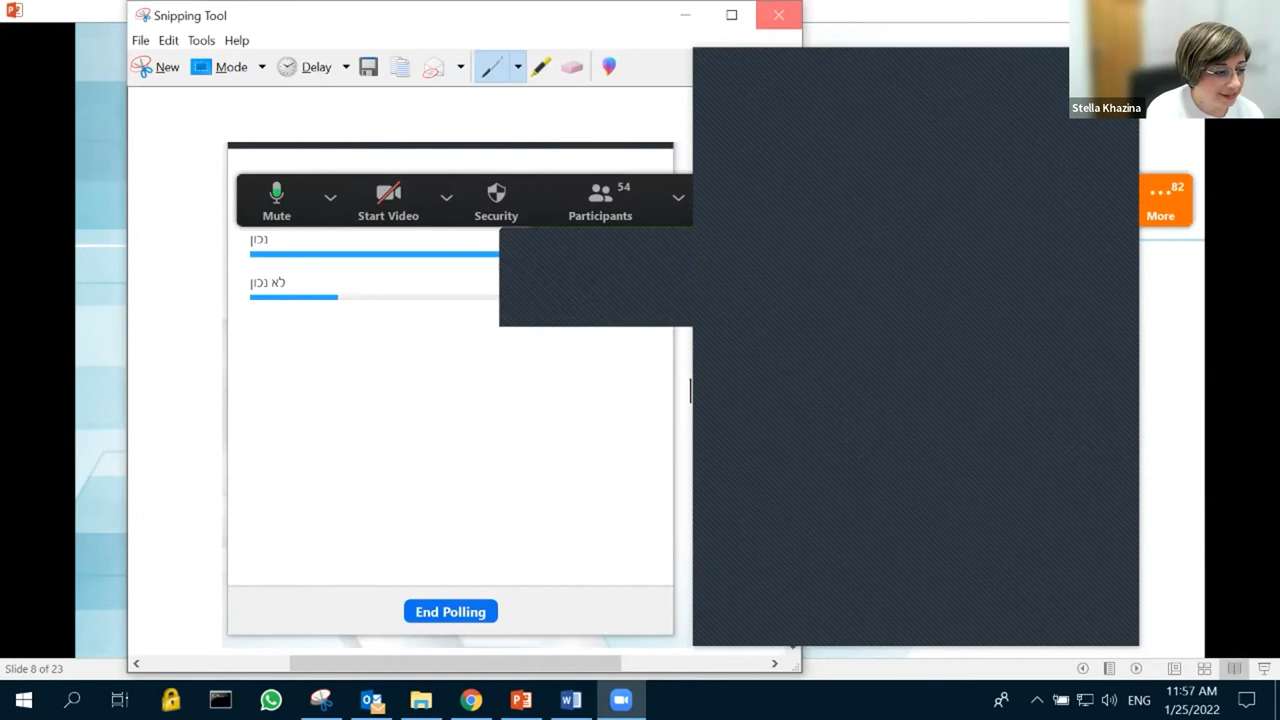 Snipping Tool
File Edit Tools Help
New Mode Delay
Stella Khazina
54
82
Mute Start Video Security Participants More
נכון
לא נכון
End Polling
Slide 8 of 23
ENG
11:57 AM
1/25/2022